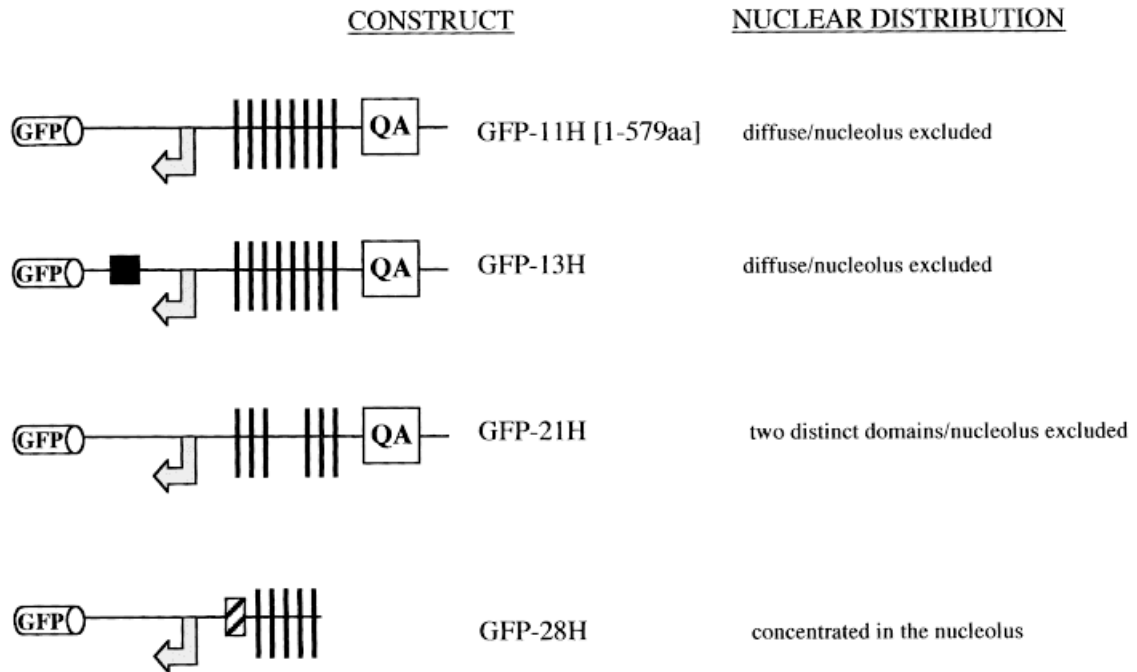 CONSTRUCT NUCLEAR DISTRIBUTION
GFP QA GFP-11H [1-579aa] diffuse/nucleolus excluded
GFP QA GFP-13H diffuse/nucleolus excluded
GFP QA GFP-21H two distinct domains/nucleolus excluded
GFP GFP-28H concentrated in the nucleolus